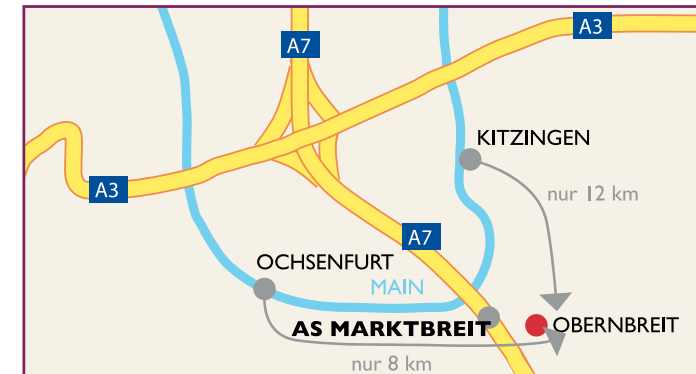 A3
A7
KITZINGEN
A3
nur 12 km
A7
OCHSENFURT
MAIN
AS MARKTBREIT
OBERNBREIT
nur 8 km